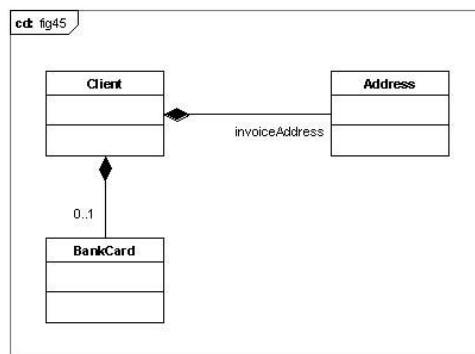 cd: fig45
Client
Address
invoiceAddress
0..1
BankCard